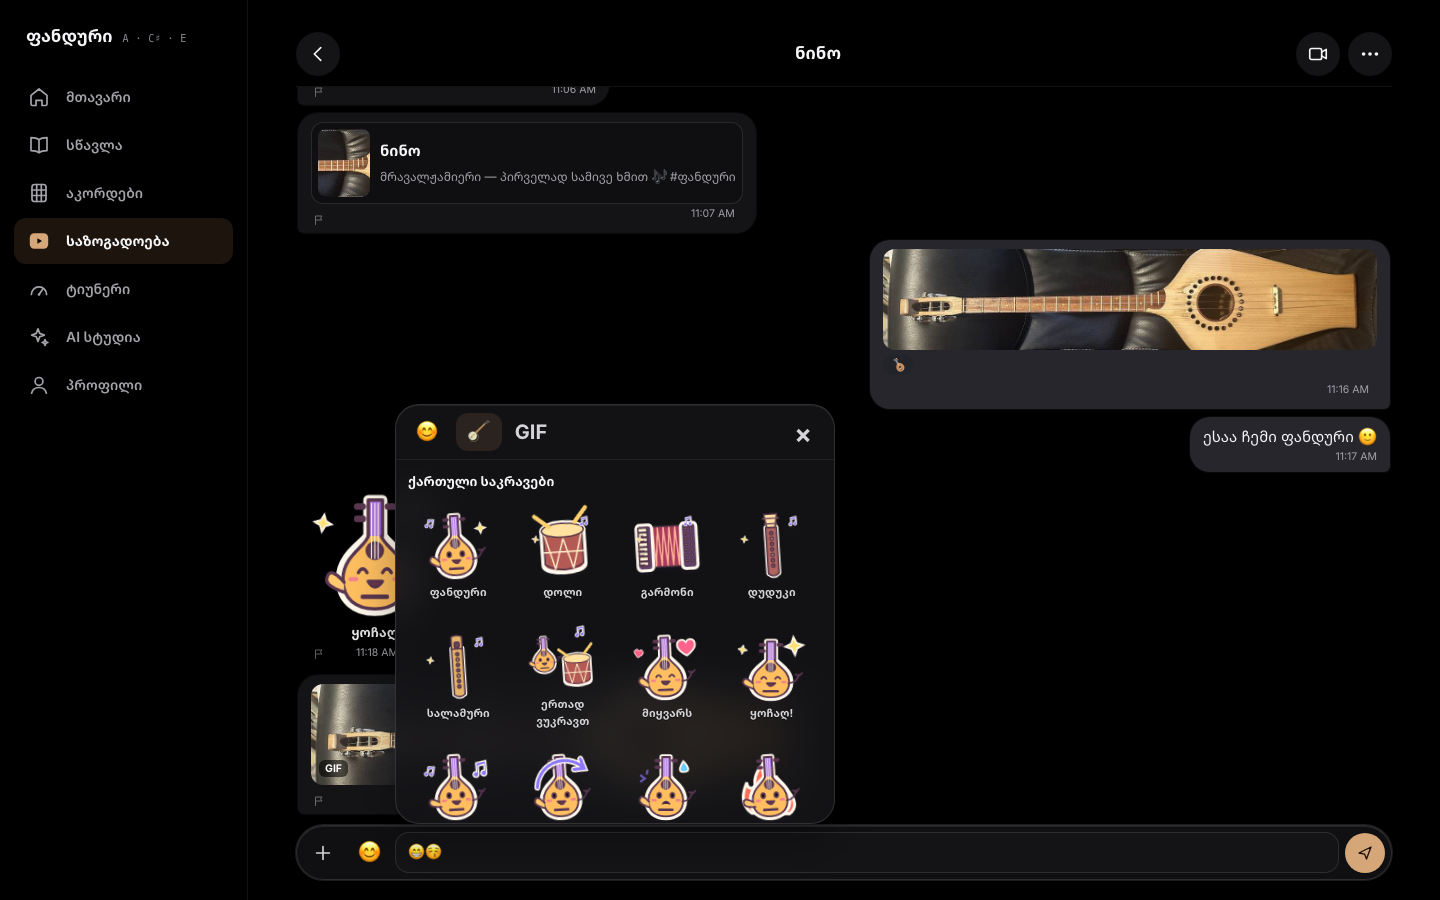 ფანდური A · C♯ · E
მთავარი
სწავლა
აკორდები
საზოგადოება
ტიუნერი
AI სტუდია
პროფილი
ნინო
11:06 AM
ნინო
მრავალჟამიერი — პირველად სამივე ხმით 🎶 #ფანდური
11:07 AM
11:16 AM
ესაა ჩემი ფანდური 🙂
11:17 AM
GIF
ქართული საკრავები
ფანდური
დოლი
გარმონი
დუდუკი
სალამური
ერთად
ვუკრავთ
მიყვარს
ყოჩაღ!
ყოჩაღ
11:18 AM
GIF
😁😚